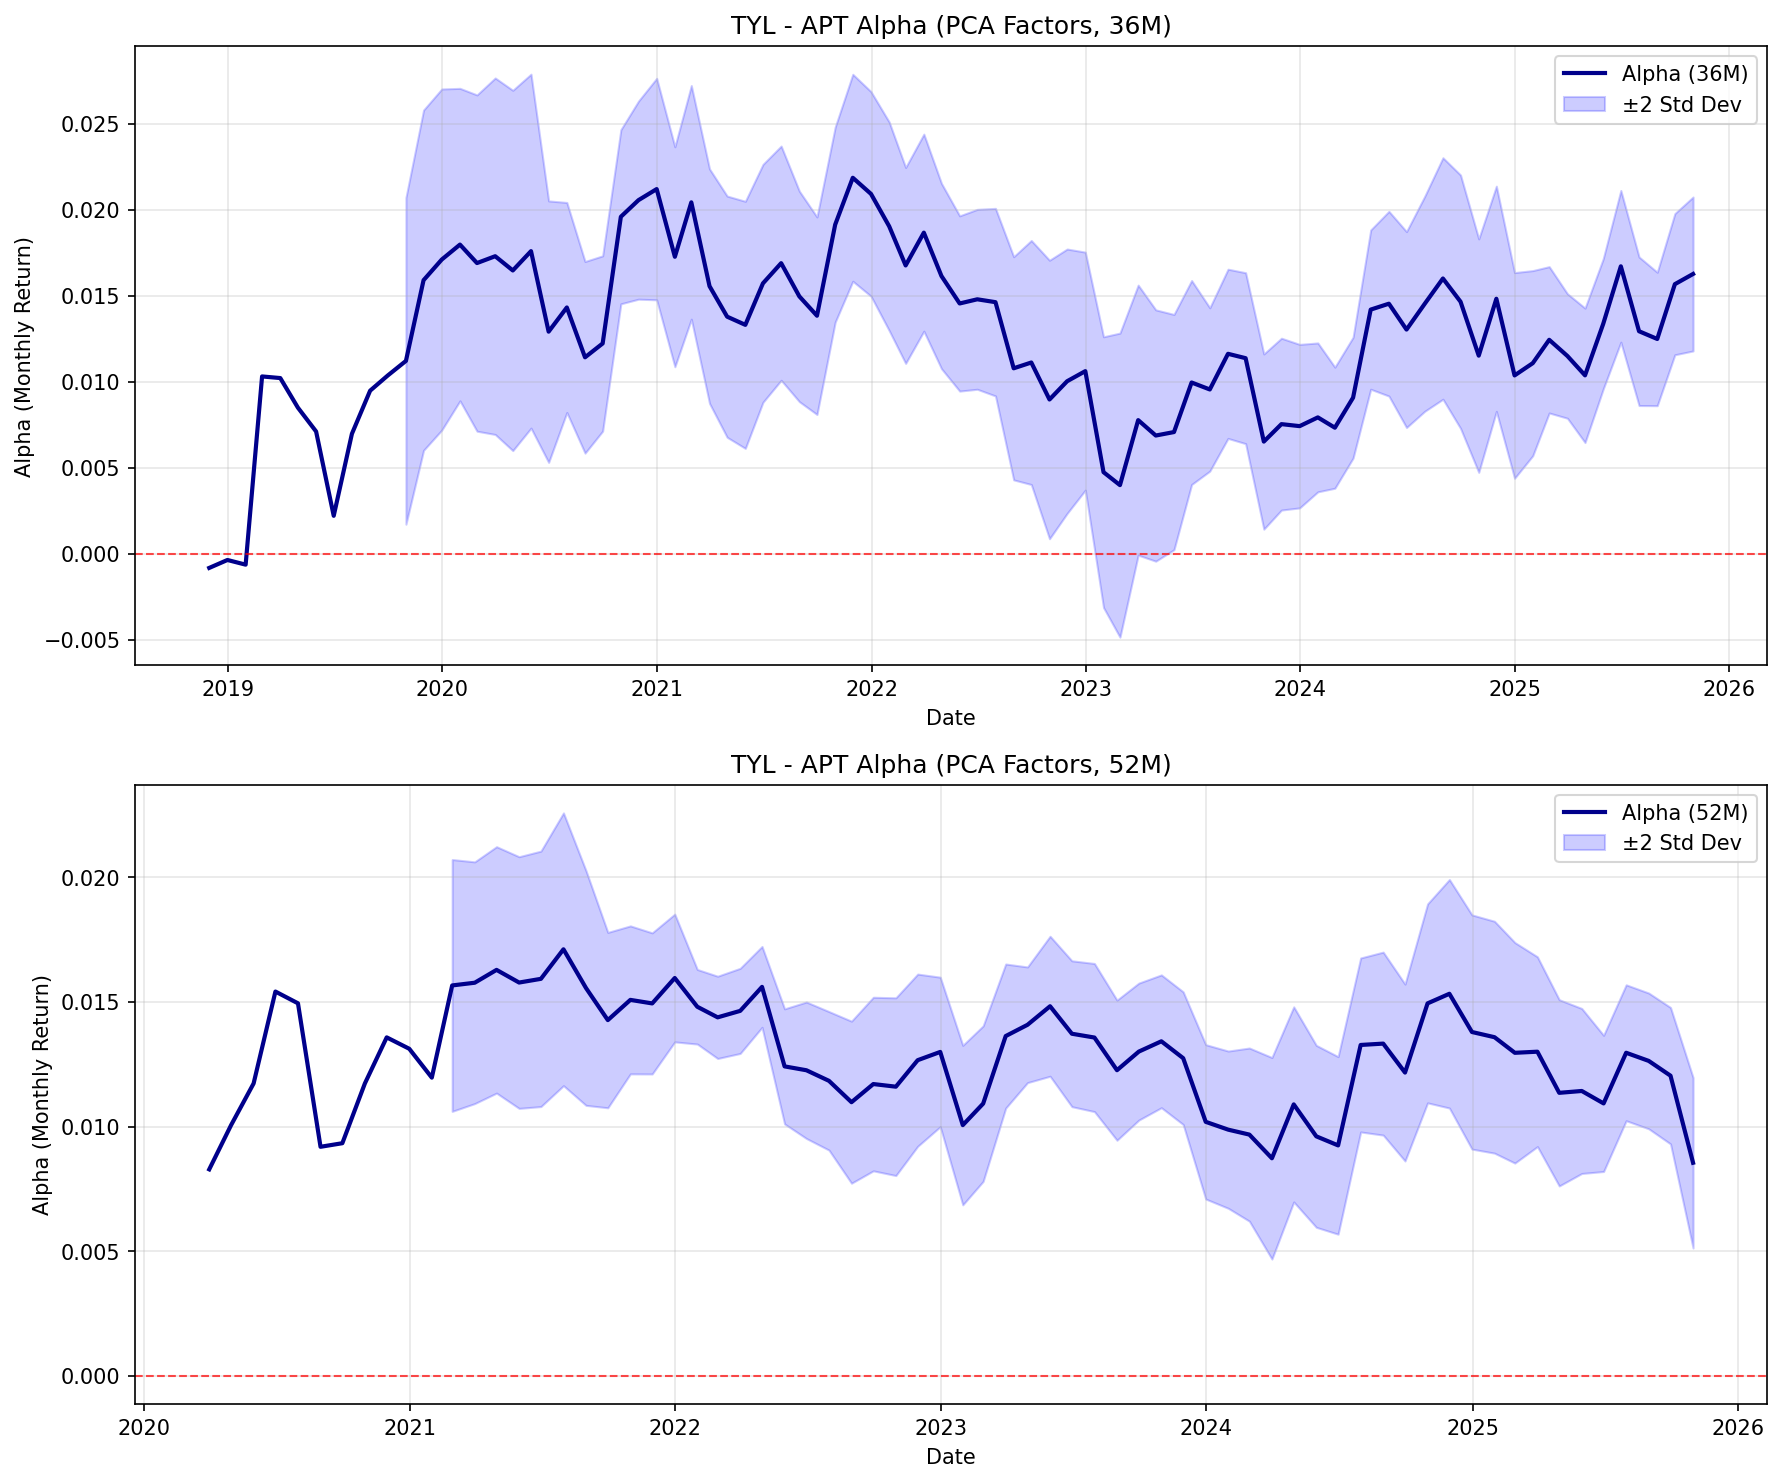 TYL - APT Alpha (PCA Factors, 36M)
Alpha (Monthly Return)
0.025
0.020
0.015
0.010
0.005
0.000
−0.005
Alpha (36M)
±2 Std Dev
2019 2020 2021 2022 2023 2024 2025 2026
Date
TYL - APT Alpha (PCA Factors, 52M)
Alpha (Monthly Return)
0.020
0.015
0.010
0.005
0.000
Alpha (52M)
±2 Std Dev
2020 2021 2022 2023 2024 2025 2026
Date